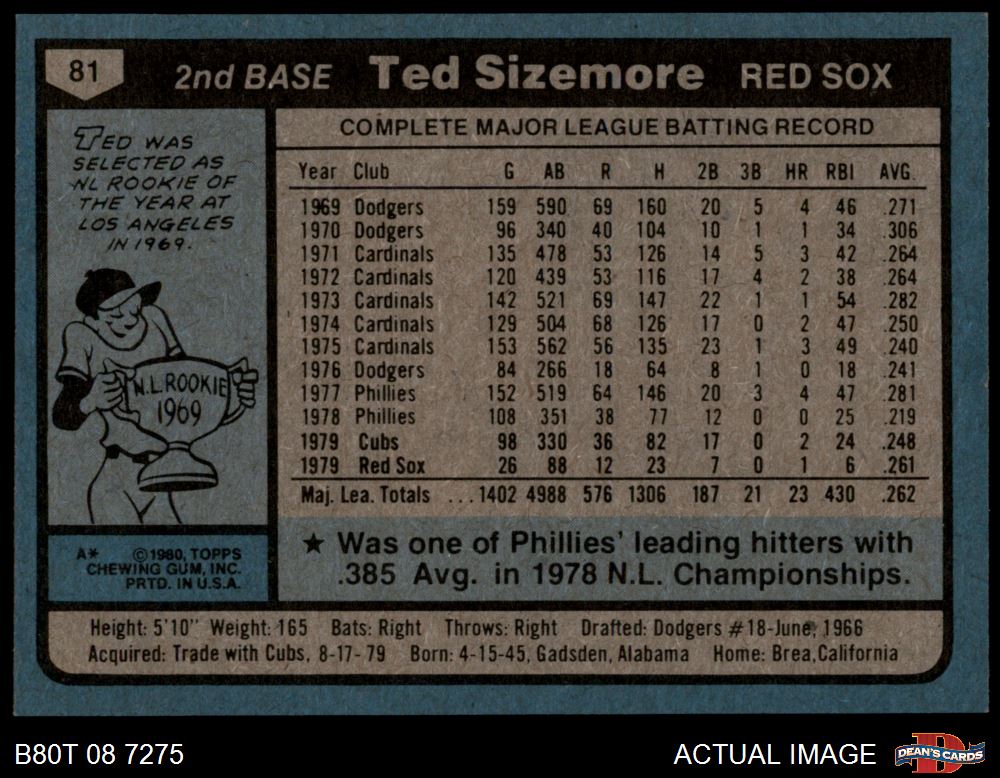 81
2nd BASE Ted Sizemore RED SOX
TED WAS
SELECTED AS
NL ROOKIE OF
THE YEAR AT
LOS ANGELES
IN 1969.
N.L. ROOKIE
1969
A* ©1980, TOPPS
CHEWING GUM, INC.
PRTD. IN U.S.A.
COMPLETE MAJOR LEAGUE BATTING RECORD
Year Club G AB R H 2B 3B HR RBI AVG.
1969 Dodgers 159 590 69 160 20 5 4 46 .271
1970 Dodgers 96 340 40 104 10 1 1 34 .306
1971 Cardinals 135 478 53 126 14 5 3 42 .264
1972 Cardinals 120 439 53 116 17 4 2 38 .264
1973 Cardinals 142 521 69 147 22 1 1 54 .282
1974 Cardinals 129 504 68 126 17 0 2 47 .250
1975 Cardinals 153 562 56 135 23 1 3 49 .240
1976 Dodgers 84 266 18 64 8 1 0 18 .241
1977 Phillies 152 519 64 146 20 3 4 47 .281
1978 Phillies 108 351 38 77 12 0 0 25 .219
1979 Cubs 98 330 36 82 17 0 2 24 .248
1979 Red Sox 26 88 12 23 7 0 1 6 .261
Maj. Lea. Totals ...1402 4988 576 1306 187 21 23 430 .262
★ Was one of Phillies' leading hitters with
.385 Avg. in 1978 N.L. Championships.
Height: 5'10" Weight: 165 Bats: Right Throws: Right Drafted: Dodgers #18-June, 1966
Acquired: Trade with Cubs, 8-17-79 Born: 4-15-45, Gadsden, Alabama Home: Brea, California
B80T 08 7275 ACTUAL IMAGE DEAN'S CARDS